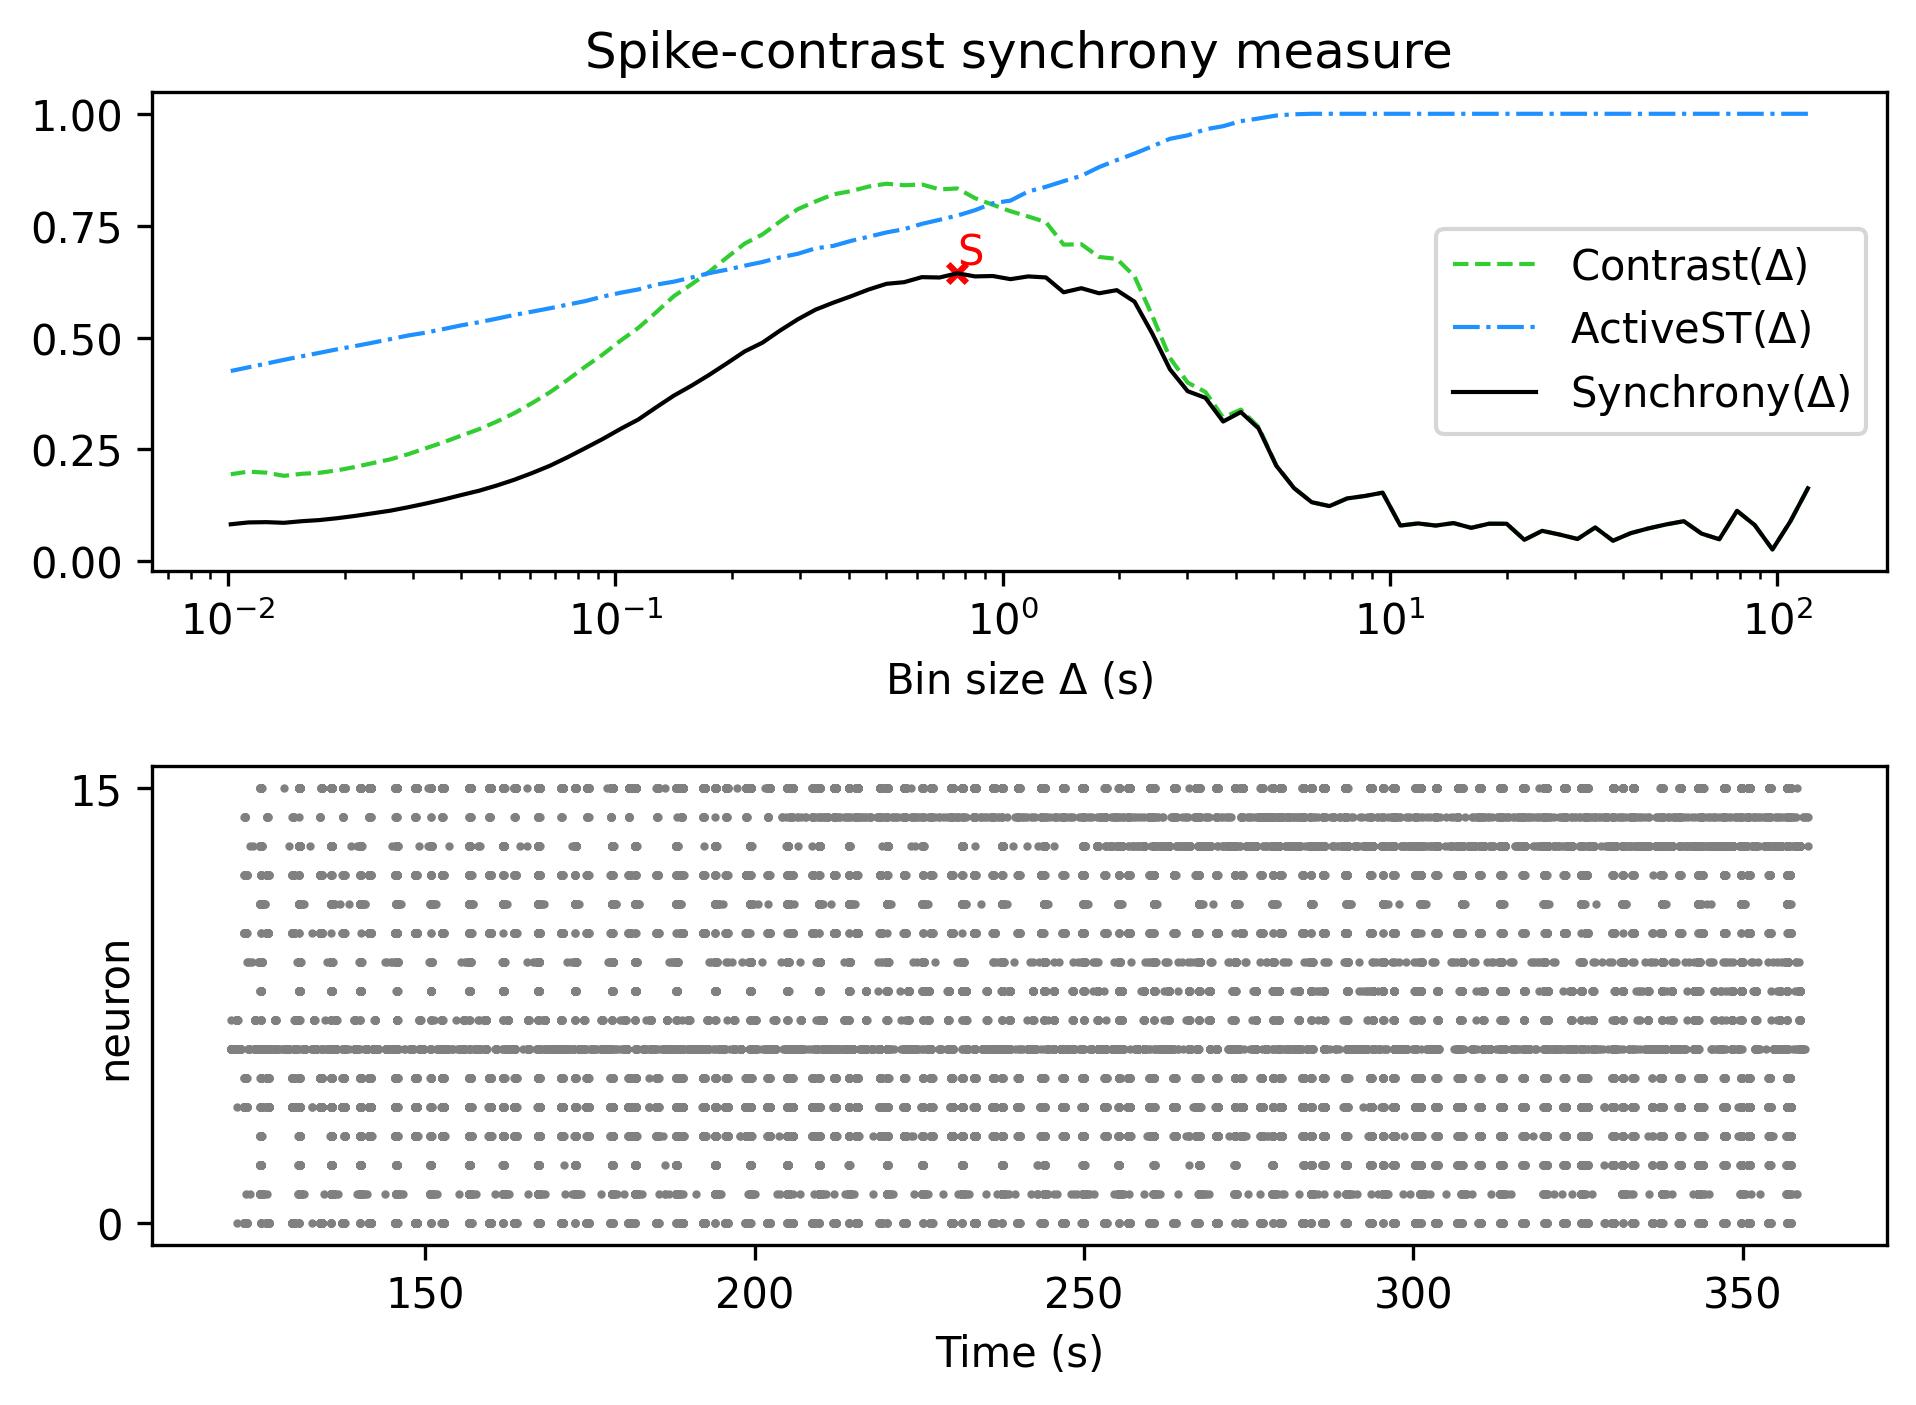 Spike-contrast synchrony measure
1.00
0.75
0.50
0.25
0.00
S
Contrast(Δ)
ActiveST(Δ)
Synchrony(Δ)
10⁻² 10⁻¹ 10⁰ 10¹ 10²
Bin size Δ (s)
15
neuron
0
150 200 250 300 350
Time (s)